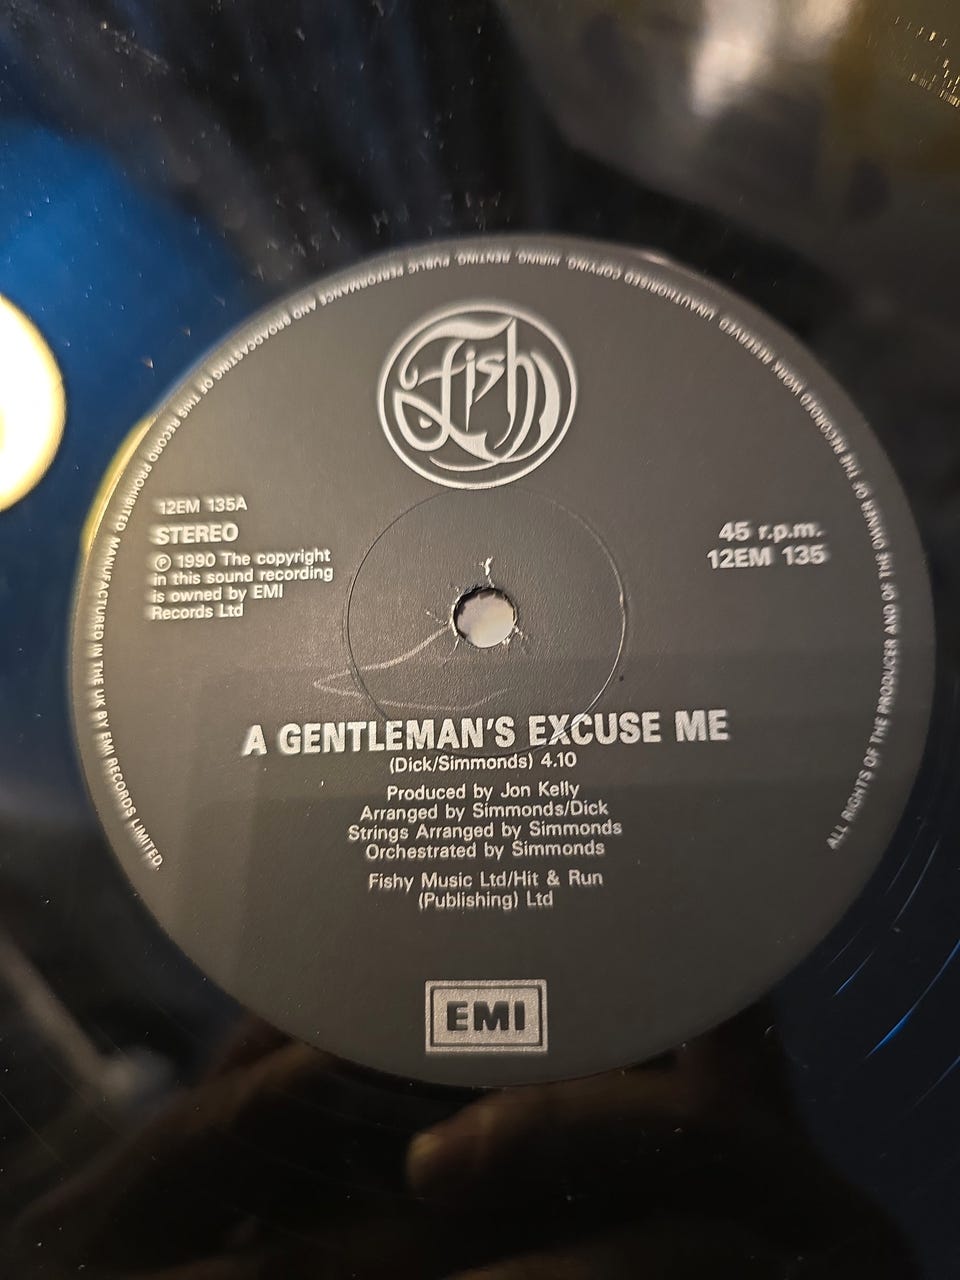 Fish
12EM 135A
STEREO
℗ 1990 The copyright
in this sound recording
is owned by EMI
Records Ltd
45 r.p.m.
12EM 135
A GENTLEMAN'S EXCUSE ME
(Dick/Simmonds) 4.10
Produced by Jon Kelly
Arranged by Simmonds/Dick
Strings Arranged by Simmonds
Orchestrated by Simmonds
Fishy Music Ltd/Hit & Run
(Publishing) Ltd
EMI
ALL RIGHTS OF THE PRODUCER AND OF THE OWNER OF THE RECORDED WORK RESERVED. UNAUTHORISED COPYING, HIRING, RENTING, PUBLIC PERFORMANCE AND BROADCASTING OF THIS RECORD PROHIBITED. MANUFACTURED IN THE UK BY EMI RECORDS LIMITED.